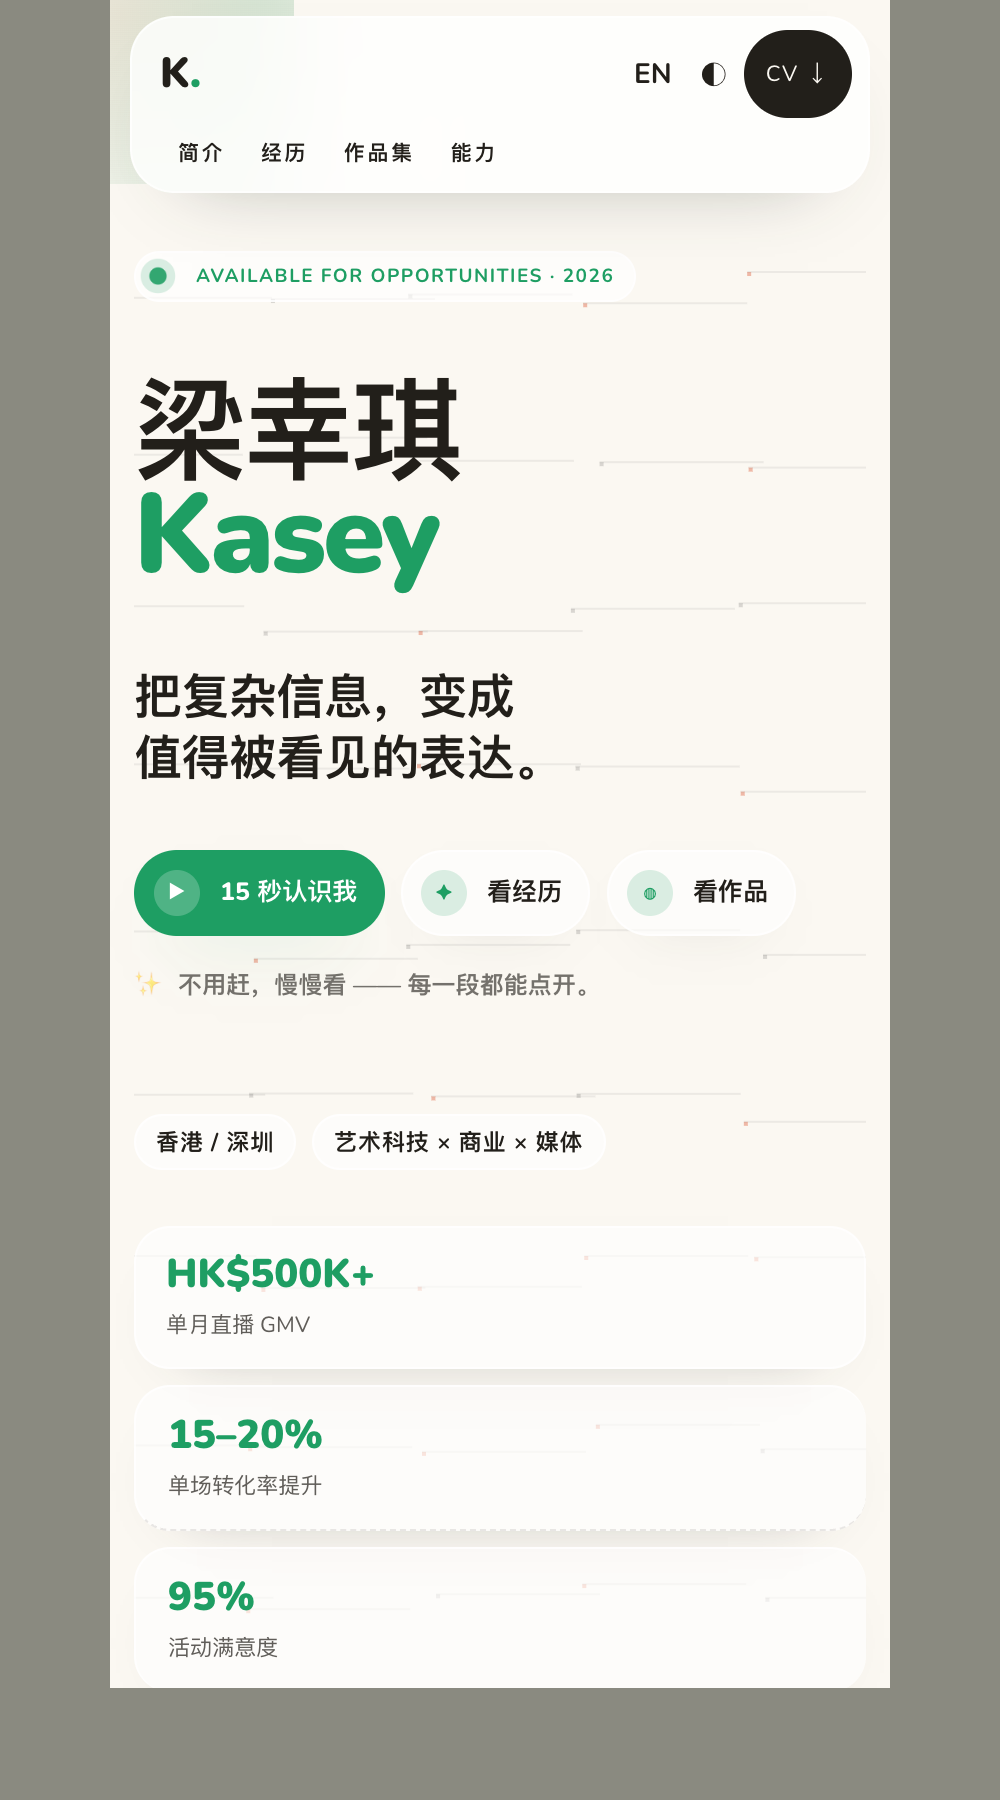 K.
EN
CV ↓
简介 经历 作品集 能力
AVAILABLE FOR OPPORTUNITIES · 2026
梁幸琪
Kasey
把复杂信息，变成
值得被看见的表达。
15 秒认识我
看经历
看作品
不用赶，慢慢看 —— 每一段都能点开。
香港 / 深圳
艺术科技 × 商业 × 媒体
HK$500K+
单月直播 GMV
15–20%
单场转化率提升
95%
活动满意度